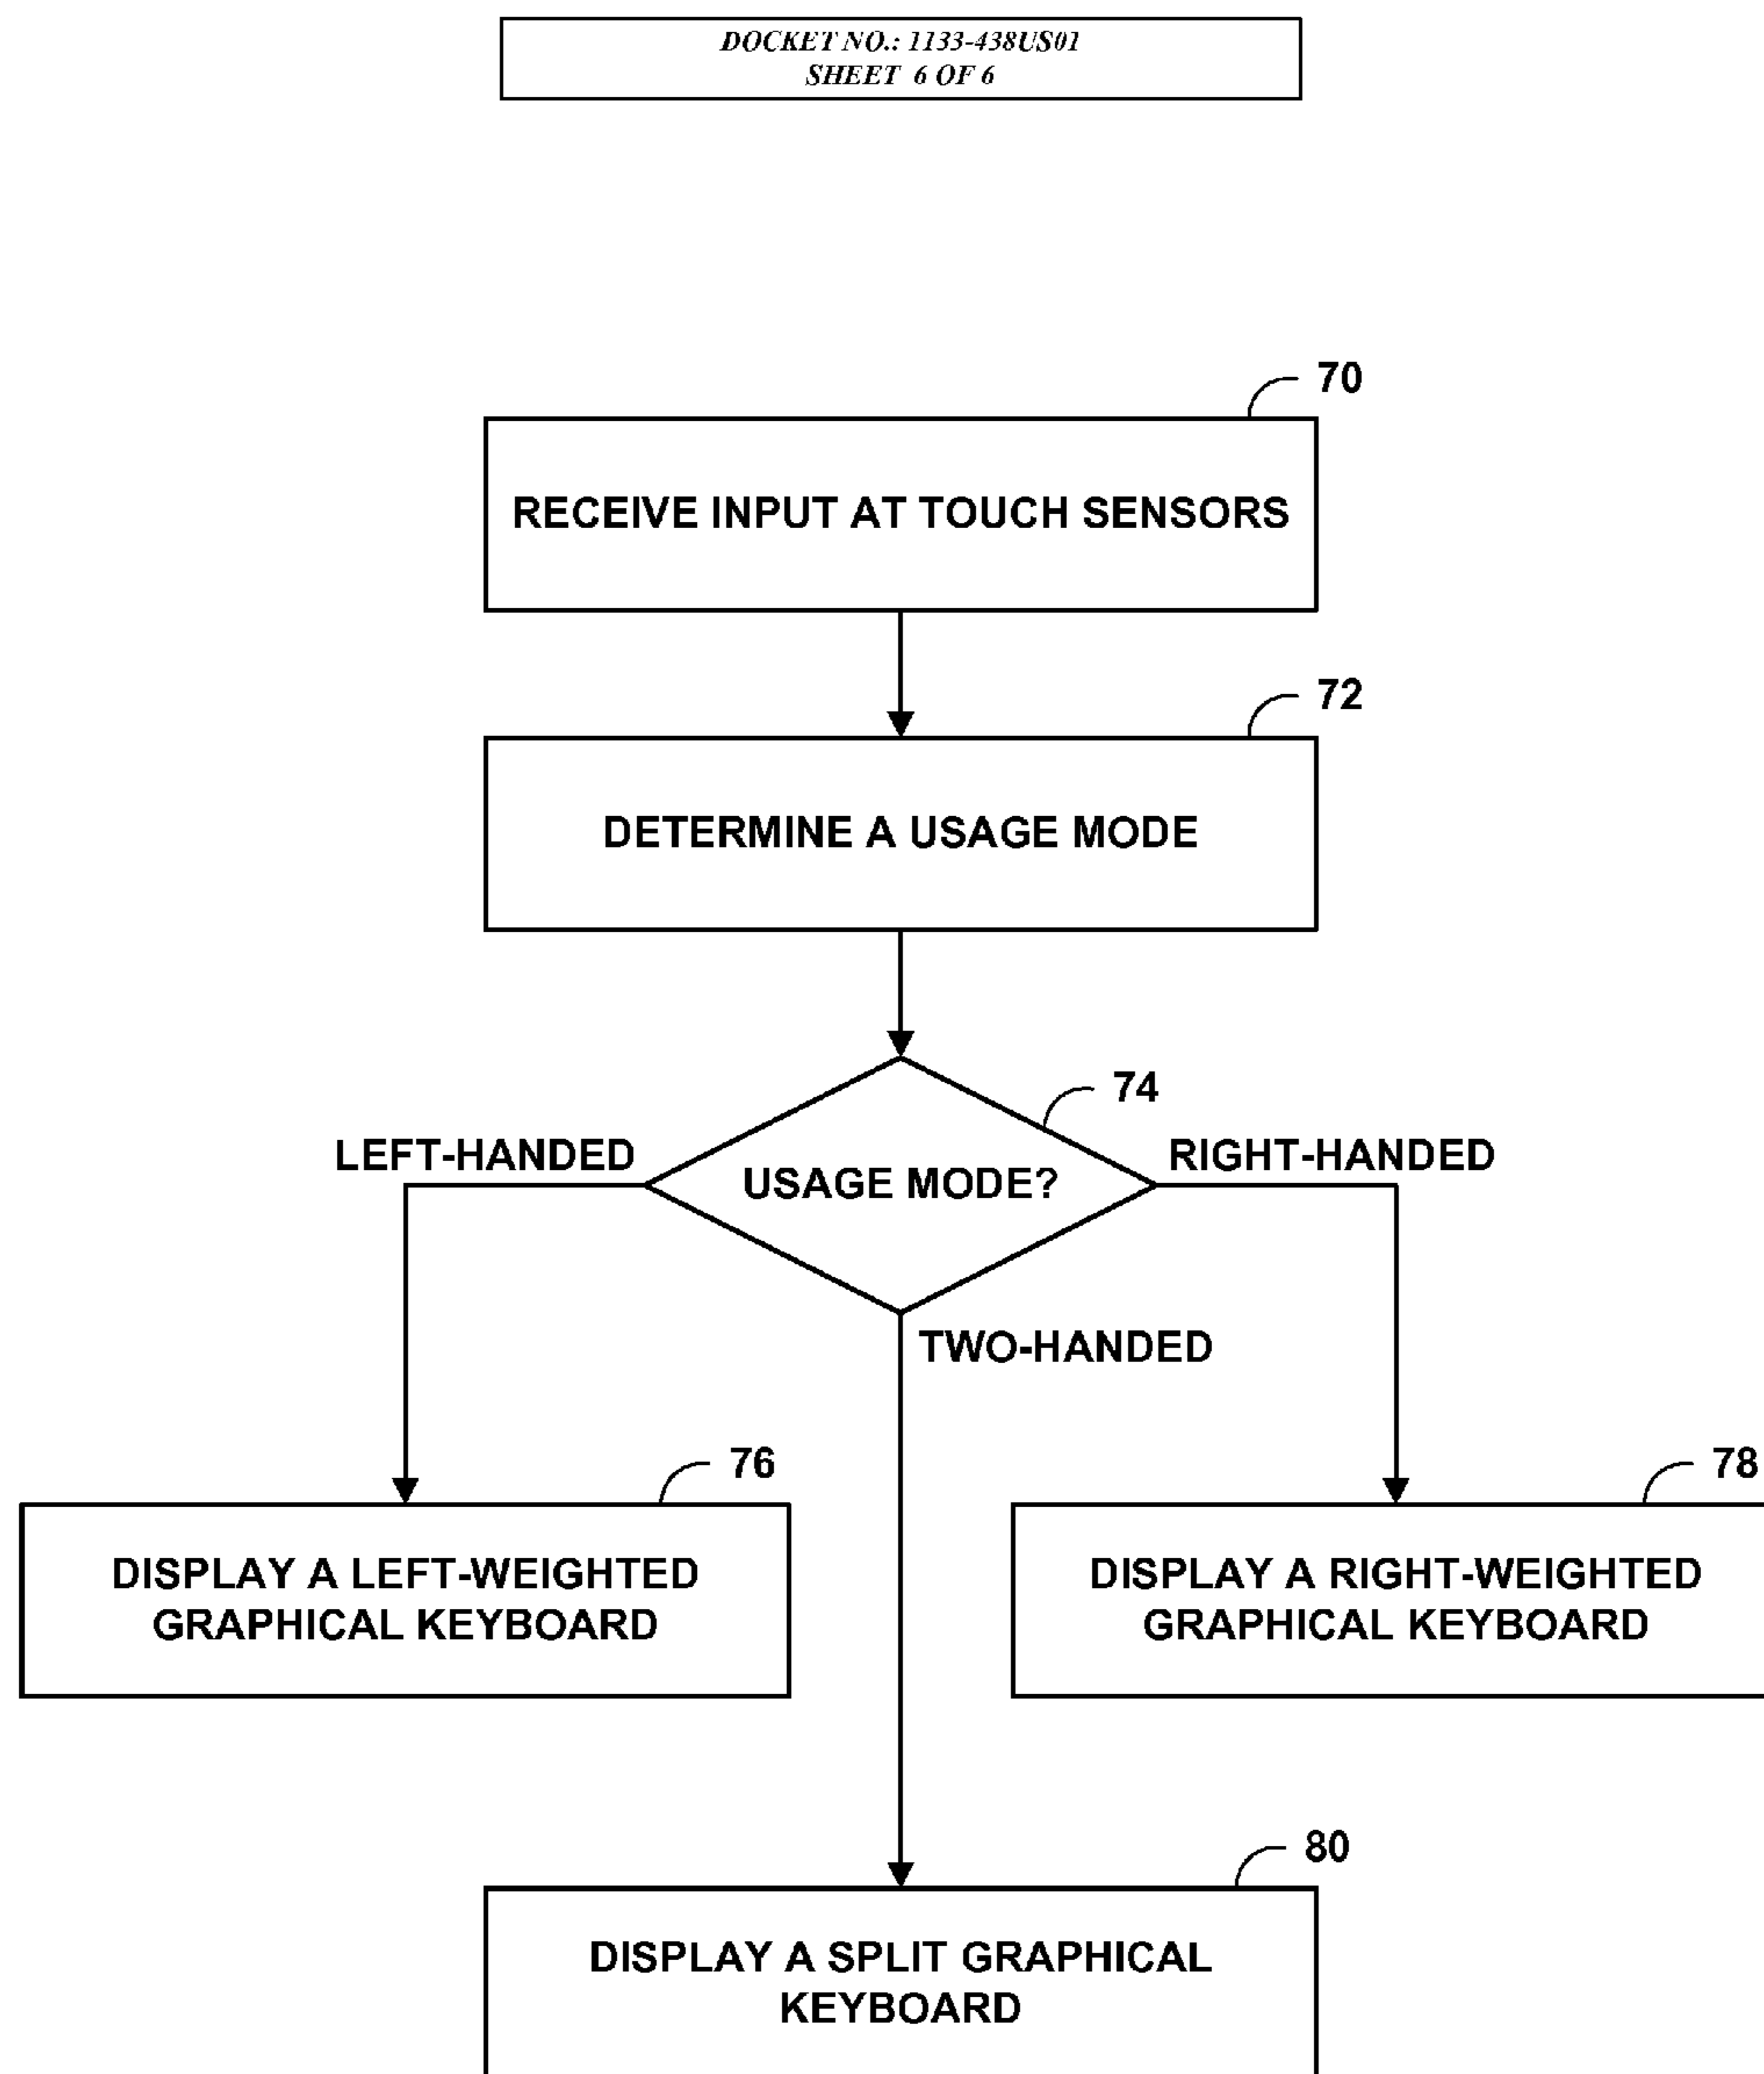 DOCKET NO.: 1133-438US01
SHEET 6 OF 6
70
RECEIVE INPUT AT TOUCH SENSORS
72
DETERMINE A USAGE MODE
74
LEFT-HANDED
USAGE MODE?
RIGHT-HANDED
TWO-HANDED
76
DISPLAY A LEFT-WEIGHTED
GRAPHICAL KEYBOARD
78
DISPLAY A RIGHT-WEIGHTED
GRAPHICAL KEYBOARD
80
DISPLAY A SPLIT GRAPHICAL
KEYBOARD